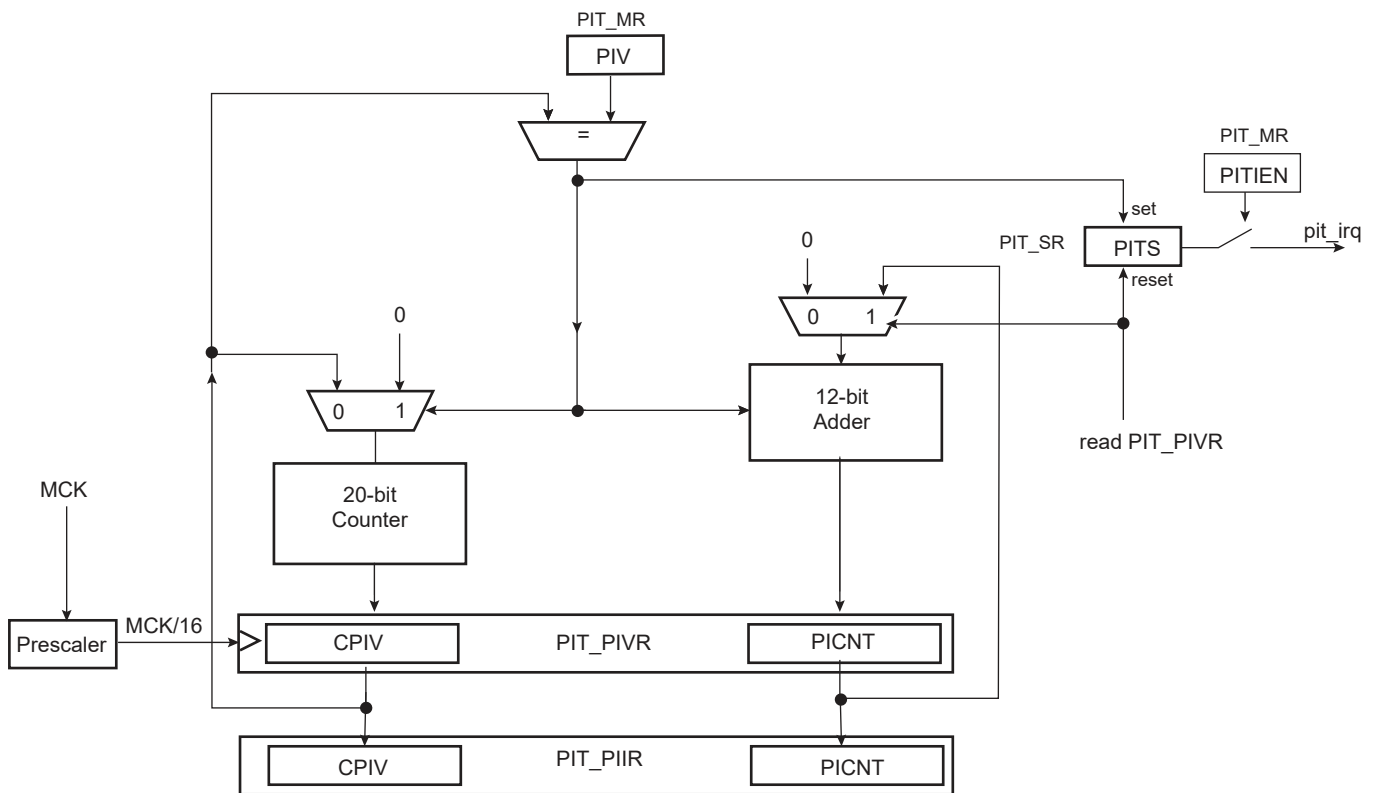 PIT_MR
PIV
=
PIT_MR
PITIEN
set
0
PIT_SR
PITS
pit_irq
reset
0
0 1
0 1
12-bit
Adder
read PIT_PIVR
MCK
20-bit
Counter
MCK/16
Prescaler
CPIV
PIT_PIVR
PICNT
CPIV
PIT_PIIR
PICNT